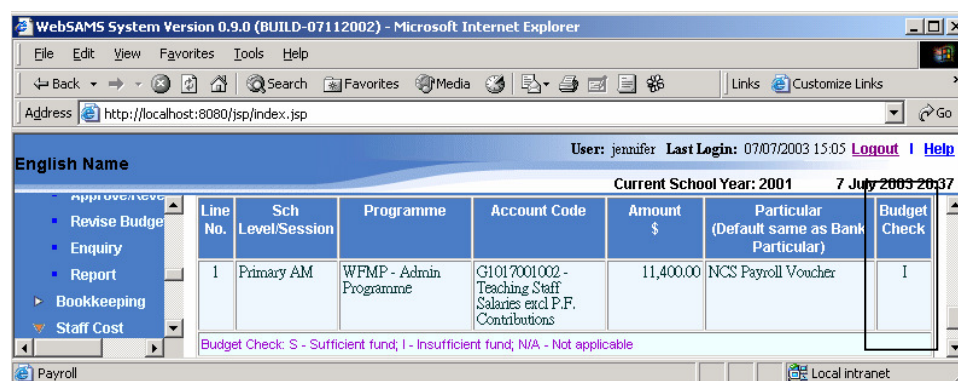 WebSAMS System Version 0.9.0 (BUILD-07112002) - Microsoft Internet Explorer
File Edit View Favorites Tools Help
Back Search Favorites Media Links Customize Links
Address http://localhost:8080/jsp/index.jsp Go
User: jennifer Last Login: 07/07/2003 15:05 Logout | Help
English Name
Current School Year: 2001 7 July 2003 20:37
Revise Budge
Enquiry
Report
Bookkeeping
Staff Cost
Line No. Sch Level/Session Programme Account Code Amount $ Particular (Default same as Bank Particular) Budget Check
1 Primary AM WFMP - Admin Programme G1017001002 - Teaching Staff Salaries excl P.F. Contributions 11,400.00 NCS Payroll Voucher I
Budget Check: S - Sufficient fund; I - Insufficient fund; N/A - Not applicable
Payroll Local intranet